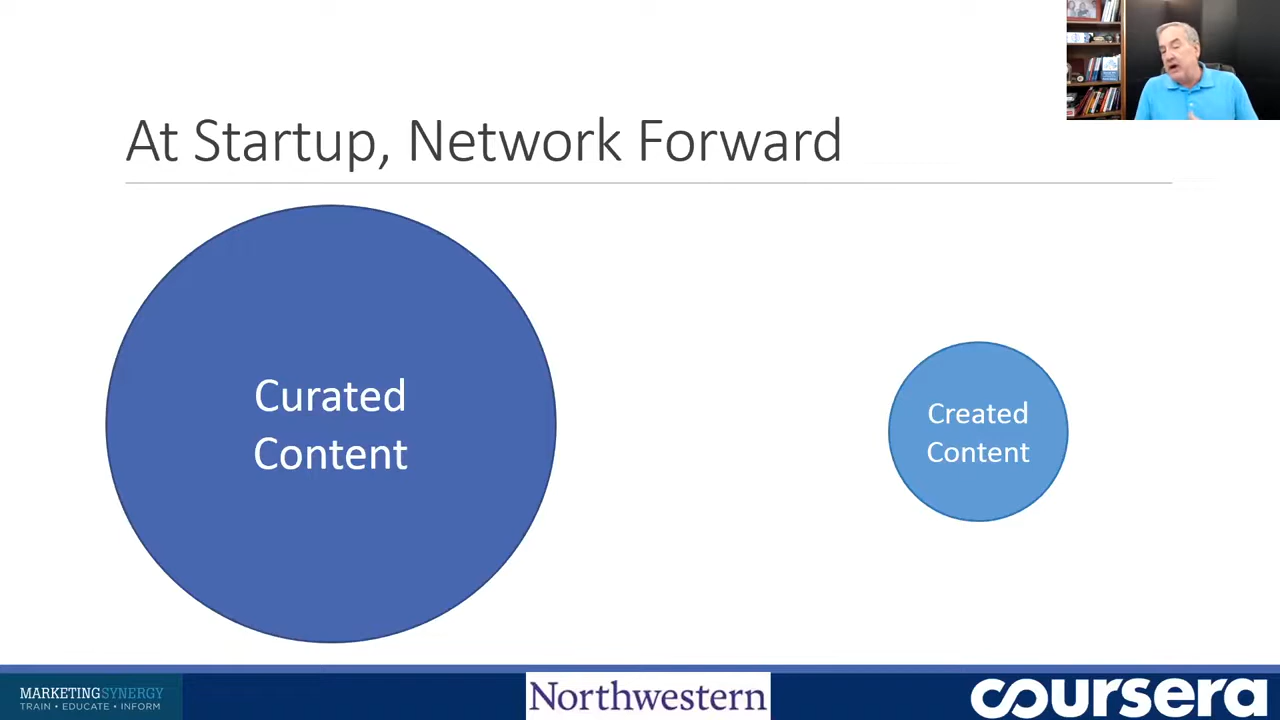 At Startup, Network Forward
Curated
Content
Created
Content
MARKETINGSYNERGY
TRAIN • EDUCATE • INFORM
Northwestern
coursera